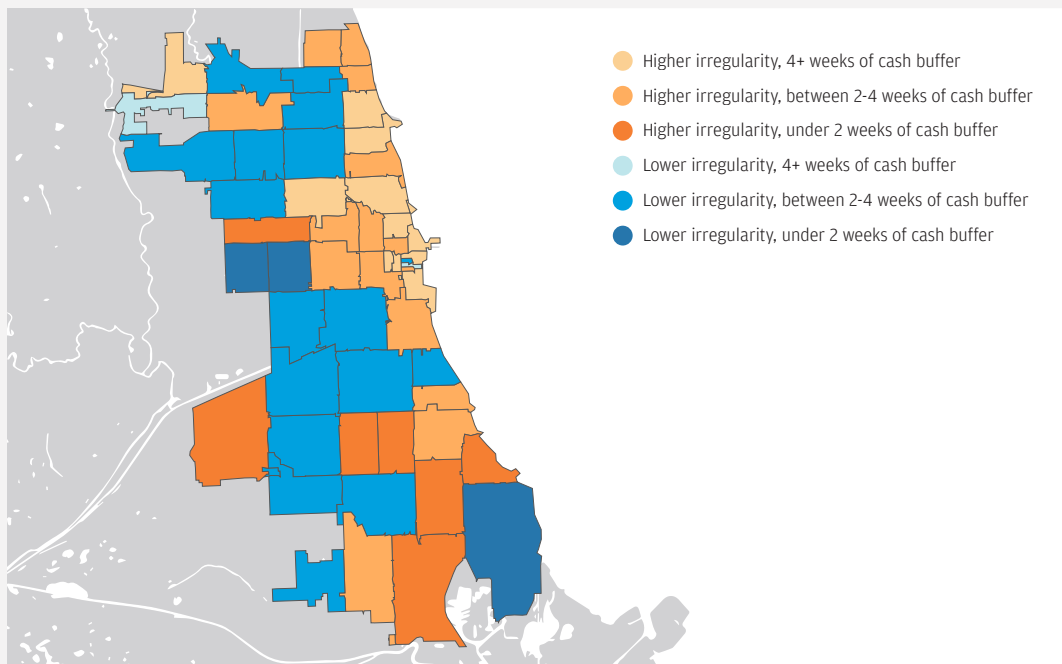 Higher irregularity, 4+ weeks of cash buffer
Higher irregularity, between 2-4 weeks of cash buffer
Higher irregularity, under 2 weeks of cash buffer
Lower irregularity, 4+ weeks of cash buffer
Lower irregularity, between 2-4 weeks of cash buffer
Lower irregularity, under 2 weeks of cash buffer